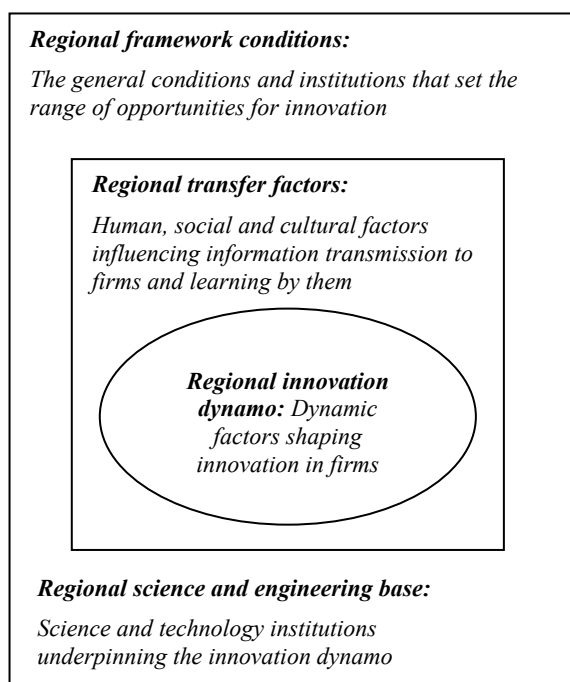 Regional framework conditions:
The general conditions and institutions that set the
range of opportunities for innovation
Regional transfer factors:
Human, social and cultural factors
influencing information transmission to
firms and learning by them
Regional innovation
dynamo: Dynamic
factors shaping
innovation in firms
Regional science and engineering base:
Science and technology institutions
underpinning the innovation dynamo